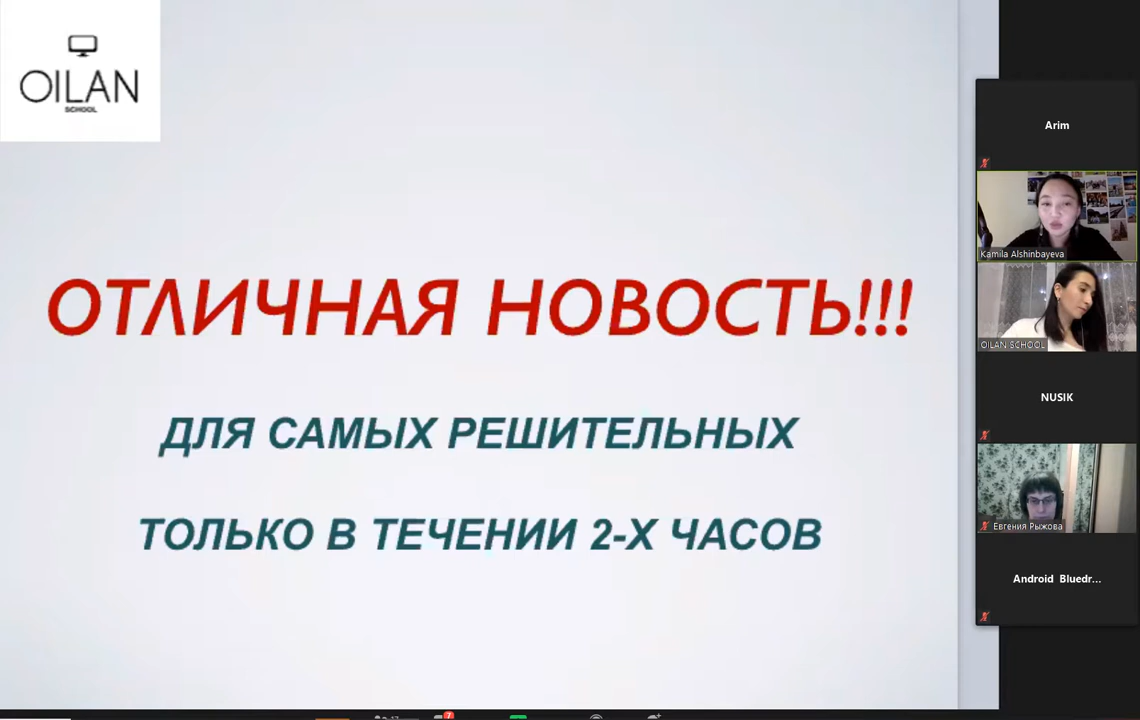 OILAN
SCHOOL
ОТЛИЧНАЯ НОВОСТЬ!!!
ДЛЯ САМЫХ РЕШИТЕЛЬНЫХ
ТОЛЬКО В ТЕЧЕНИИ 2-Х ЧАСОВ
Arim
Kamila Alshinbayeva
OILAN SCHOOL
NUSIK
Евгения Рыжова
Android Bluedr...